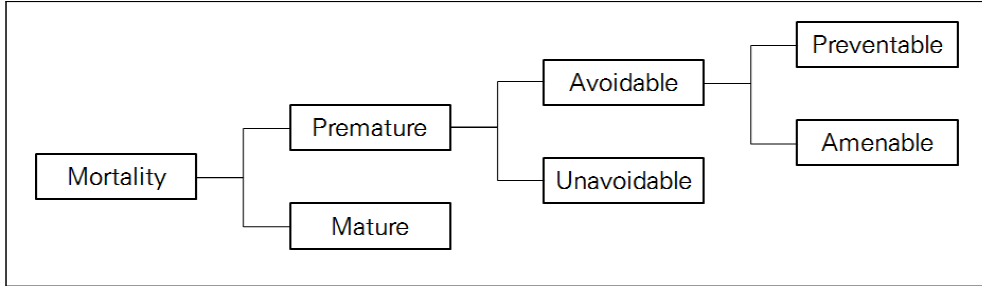 Mortality
Premature
Mature
Avoidable
Unavoidable
Preventable
Amenable